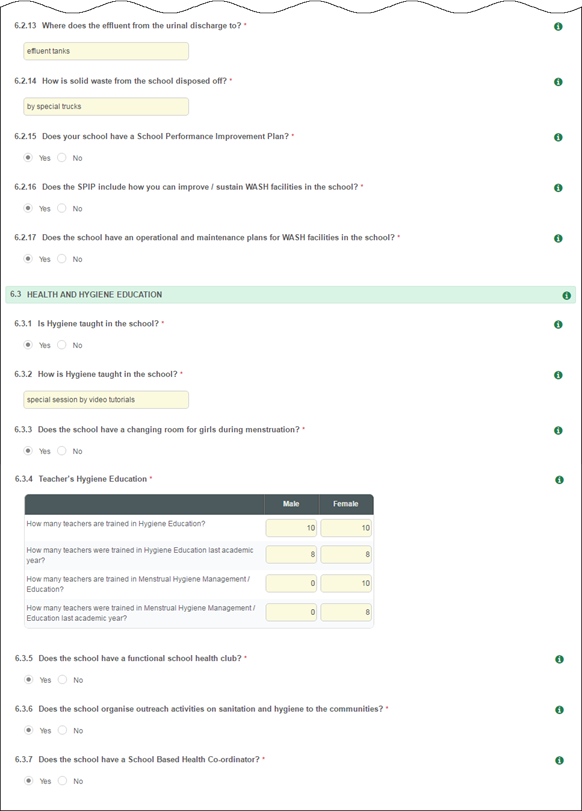 6.2.13 Where does the effluent from the urinal discharge to? *
effluent tanks
6.2.14 How is solid waste from the school disposed off? *
by special trucks
6.2.15 Does your school have a School Performance Improvement Plan? *
Yes No
6.2.16 Does the SPIP include how you can improve / sustain WASH facilities in the school? *
Yes No
6.2.17 Does the school have an operational and maintenance plans for WASH facilities in the school? *
Yes No
6.3 HEALTH AND HYGIENE EDUCATION
6.3.1 Is Hygiene taught in the school? *
Yes No
6.3.2 How is Hygiene taught in the school? *
special session by video tutorials
6.3.3 Does the school have a changing room for girls during menstruation? *
Yes No
6.3.4 Teacher's Hygiene Education *
Male Female
How many teachers are trained in Hygiene Education? 10 10
How many teachers were trained in Hygiene Education last academic 8 8
year?
How many teachers are trained in Menstrual Hygiene Management / 0 10
Education?
How many teachers were trained in Menstrual Hygiene Management / 0 8
Education last academic year?
6.3.5 Does the school have a functional school health club? *
Yes No
6.3.6 Does the school organise outreach activities on sanitation and hygiene to the communities? *
Yes No
6.3.7 Does the school have a School Based Health Co-ordinator? *
Yes No